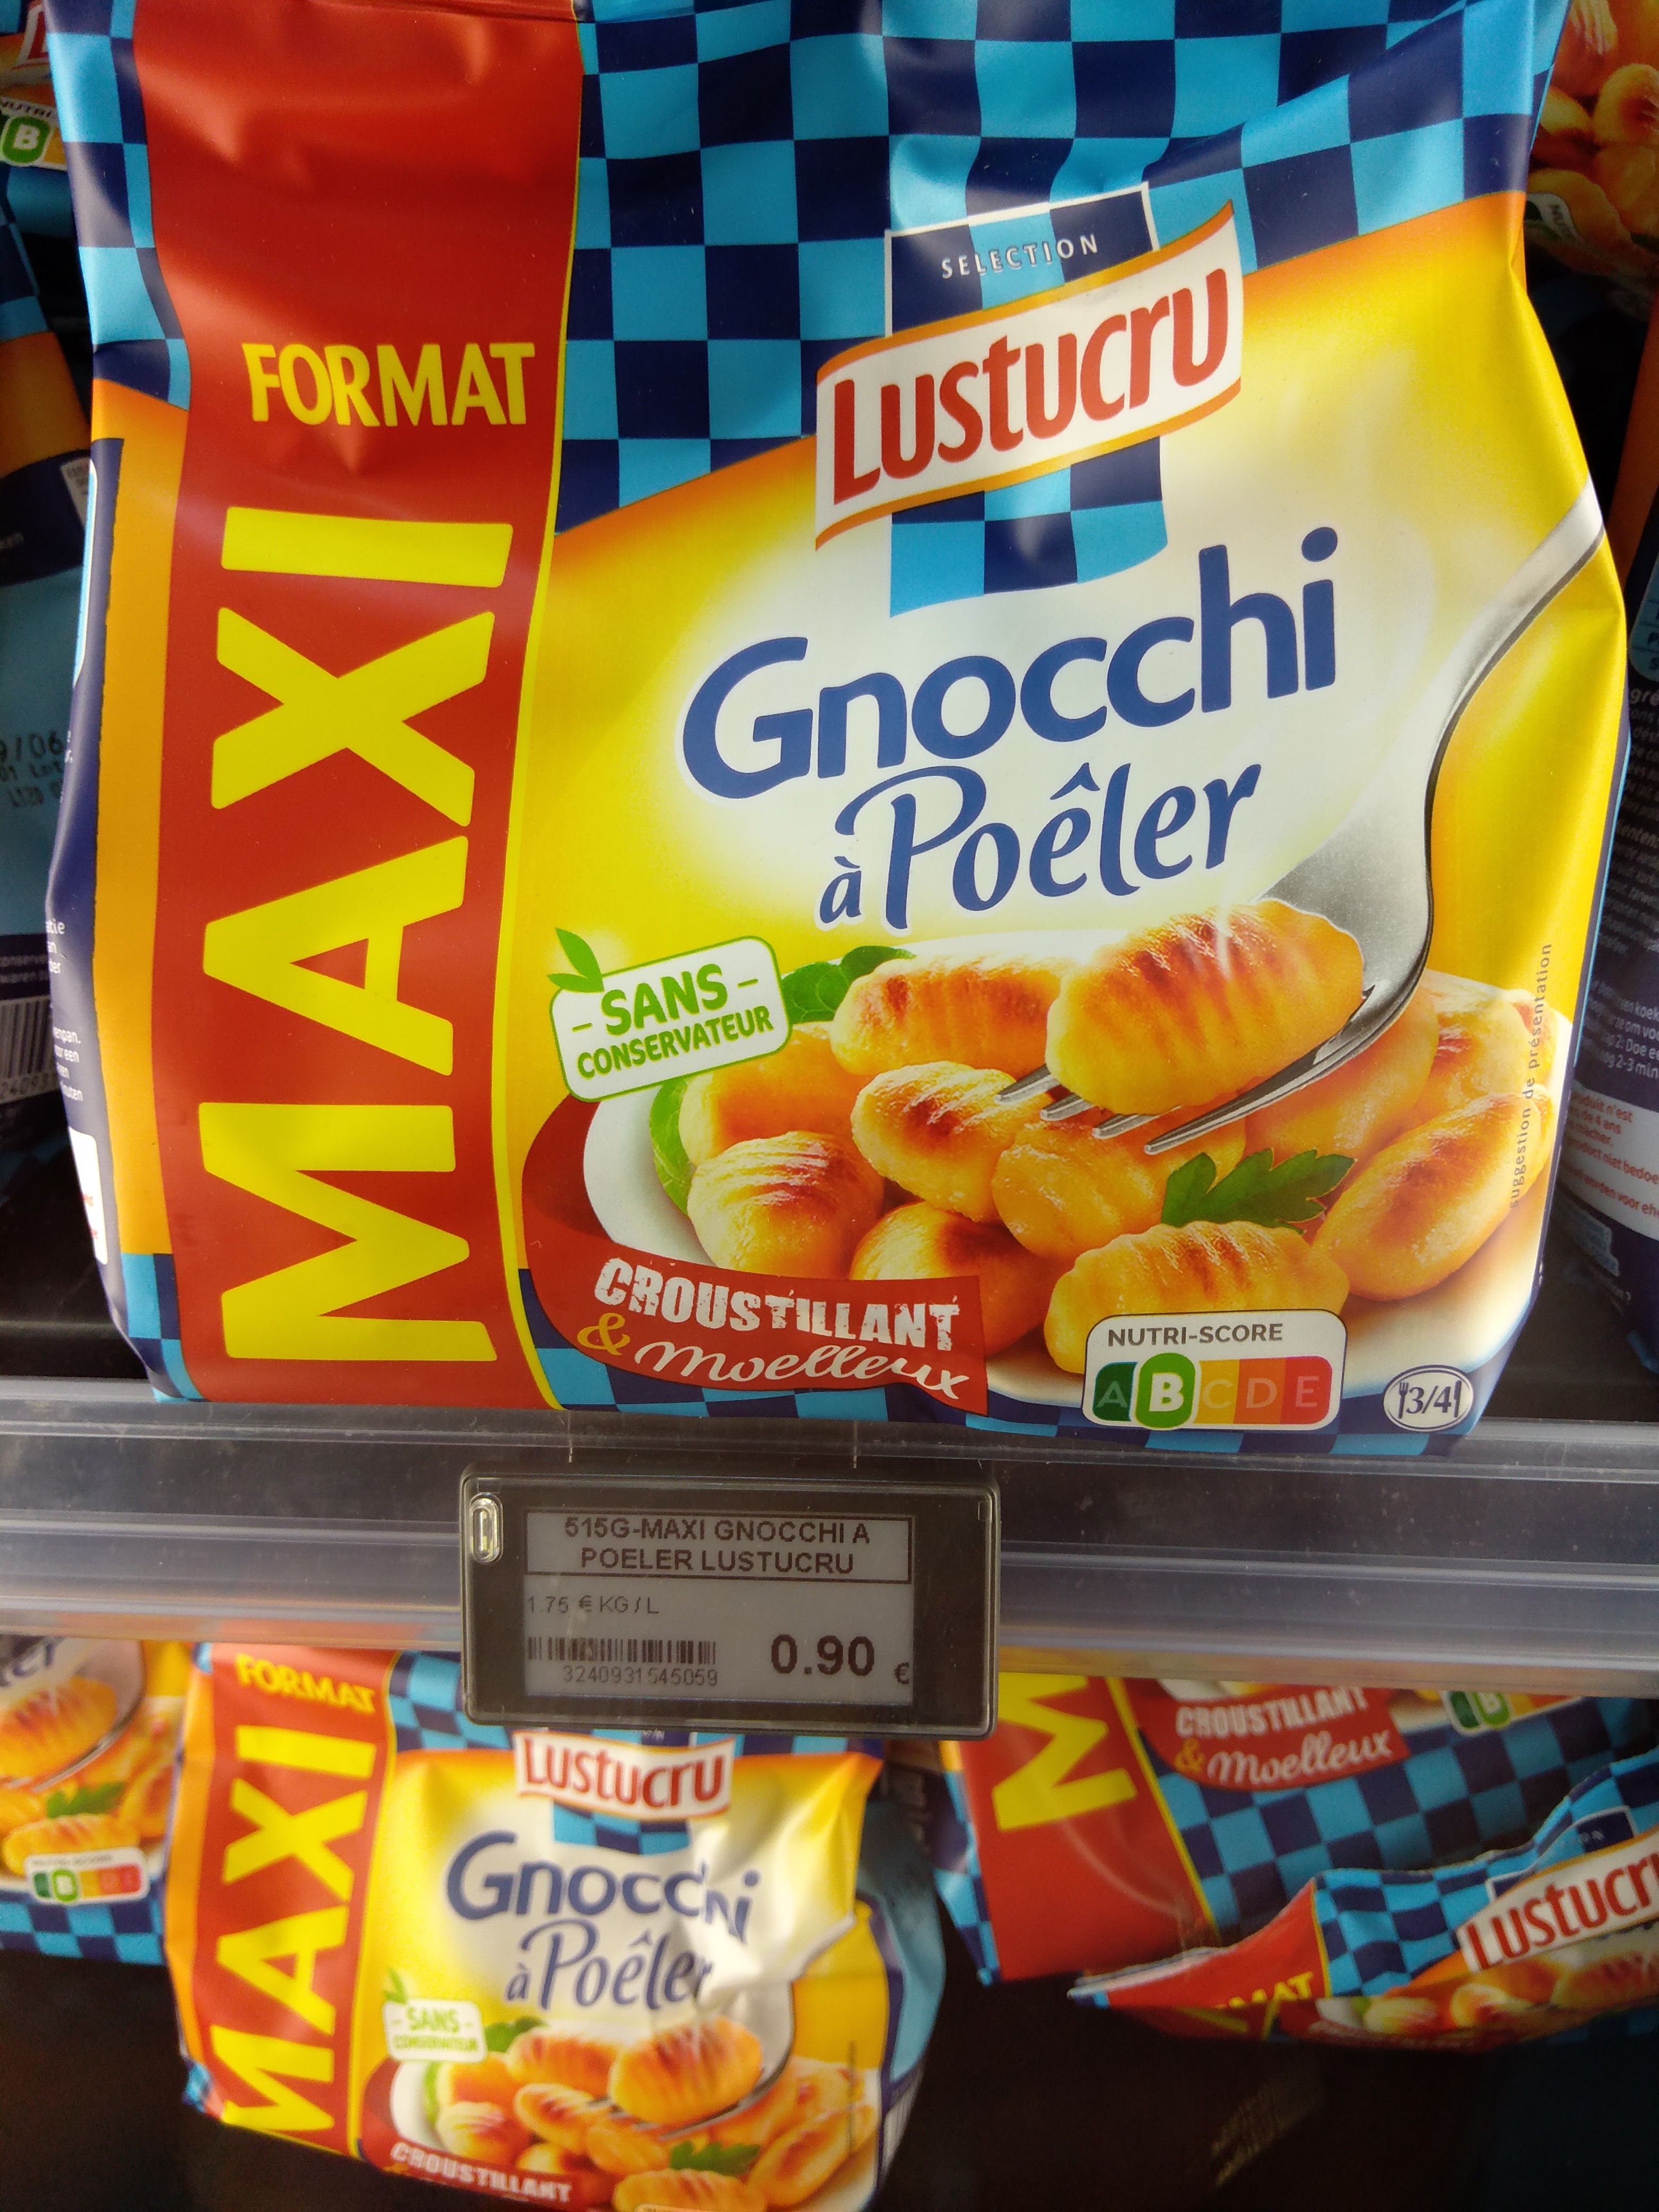 FORMAT
MAXI
SELECTION
Lustucru
Gnocchi
à Poêler
- SANS -
CONSERVATEUR
suggestion de présentation
CROUSTILLANT
& Moelleux
NUTRI-SCORE
A B C D E
3/4
515G-MAXI GNOCCHI A
POELER LUSTUCRU
1.75 € KG/L
0.90 €
3240931545059
FORMAT
MAXI
Lustucru
Gnocchi
à Poêler
- SANS -
CONSERVATEUR
CROUSTILLANT
CROUSTILLANT
& Moelleux
B
M
Lustucr
MAT
B
B